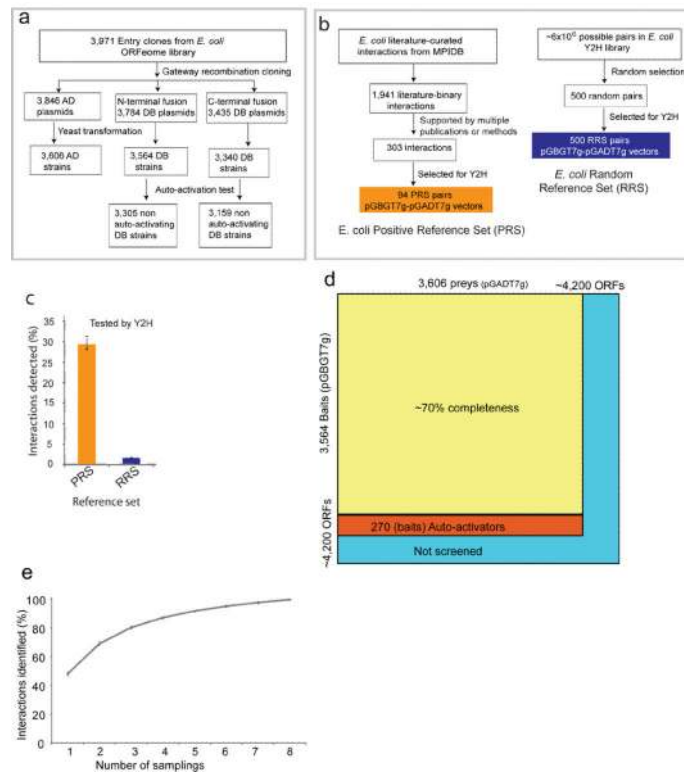 a
3,971 Entry clones from E. coli
ORFeome library
Gateway recombination cloning
3,846 AD
plasmids
N-terminal fusion
3,784 DB plasmids
C-terminal fusion
3,435 DB plasmids
Yeast transformation
3,606 AD
strains
3,564 DB
strains
3,340 DB
strains
Auto-activation test
3,305 non
auto-activating
DB strains
3,159 non
auto-activating
DB strains
b
E. coli literature-curated
interactions from MPIDB
1,941 literature-binary
interactions
Supported by multiple
publications or methods
303 interactions
Selected for Y2H
94 PRS pairs
pGBGT7g-pGADT7g vectors
E. coli Positive Reference Set (PRS)
~6x10⁶ possible pairs in E. coli
Y2H library
Random selection
500 random pairs
Selected for Y2H
500 RRS pairs
pGBGT7g-pGADT7g vectors
E. coli Random
Reference Set (RRS)
c
Tested by Y2H
Interactions detected (%)
35
30
25
20
15
10
5
0
PRS
RRS
Reference set
d
3,606 preys (pGADT7g)
~4,200 ORFs
3,564 Baits (pGBGT7g)
~4,200 ORFs
~70% completeness
270 (baits) Auto-activators
Not screened
e
Interactions identified (%)
100
80
60
40
20
0
1 2 3 4 5 6 7 8
Number of samplings